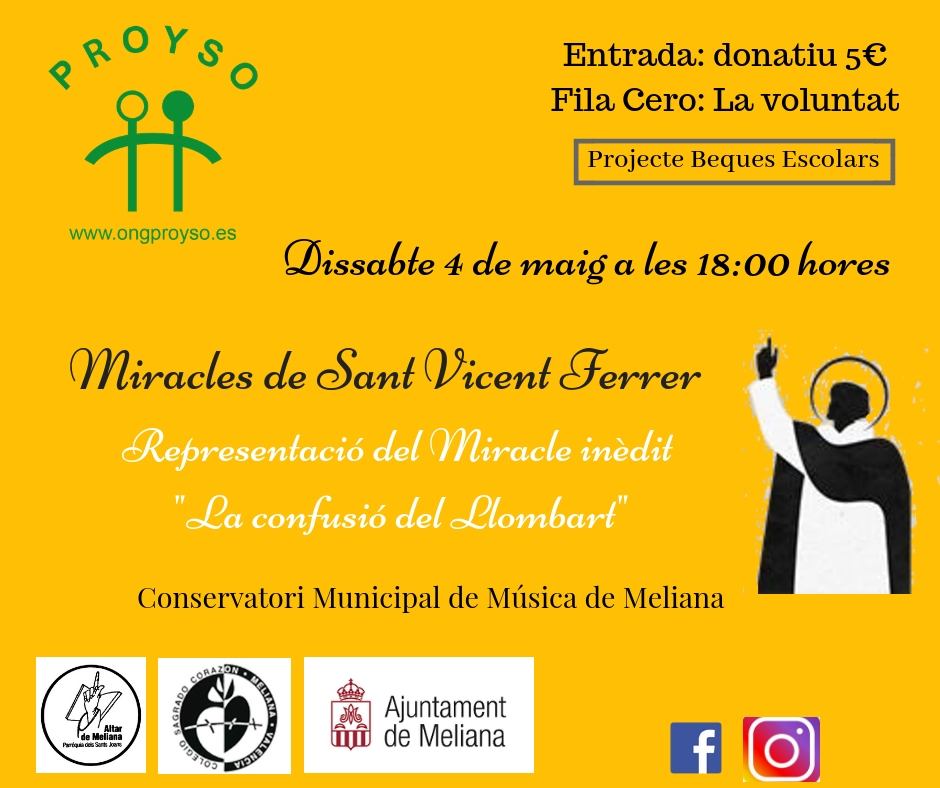 PROYSO
www.ongproyso.es
Entrada: donatiu 5€
Fila Cero: La voluntat
Projecte Beques Escolars
Dissabte 4 de maig a les 18:00 hores
Miracles de Sant Vicent Ferrer
Representació del Miracle inèdit
"La confusió del Llombart"
Conservatori Municipal de Música de Meliana
Altar
de Meliana
Parròquia dels Sants Joans
COLEGIO SAGRADO CORAZÓN • MELIANA • VALENCIA
Ajuntament
de Meliana